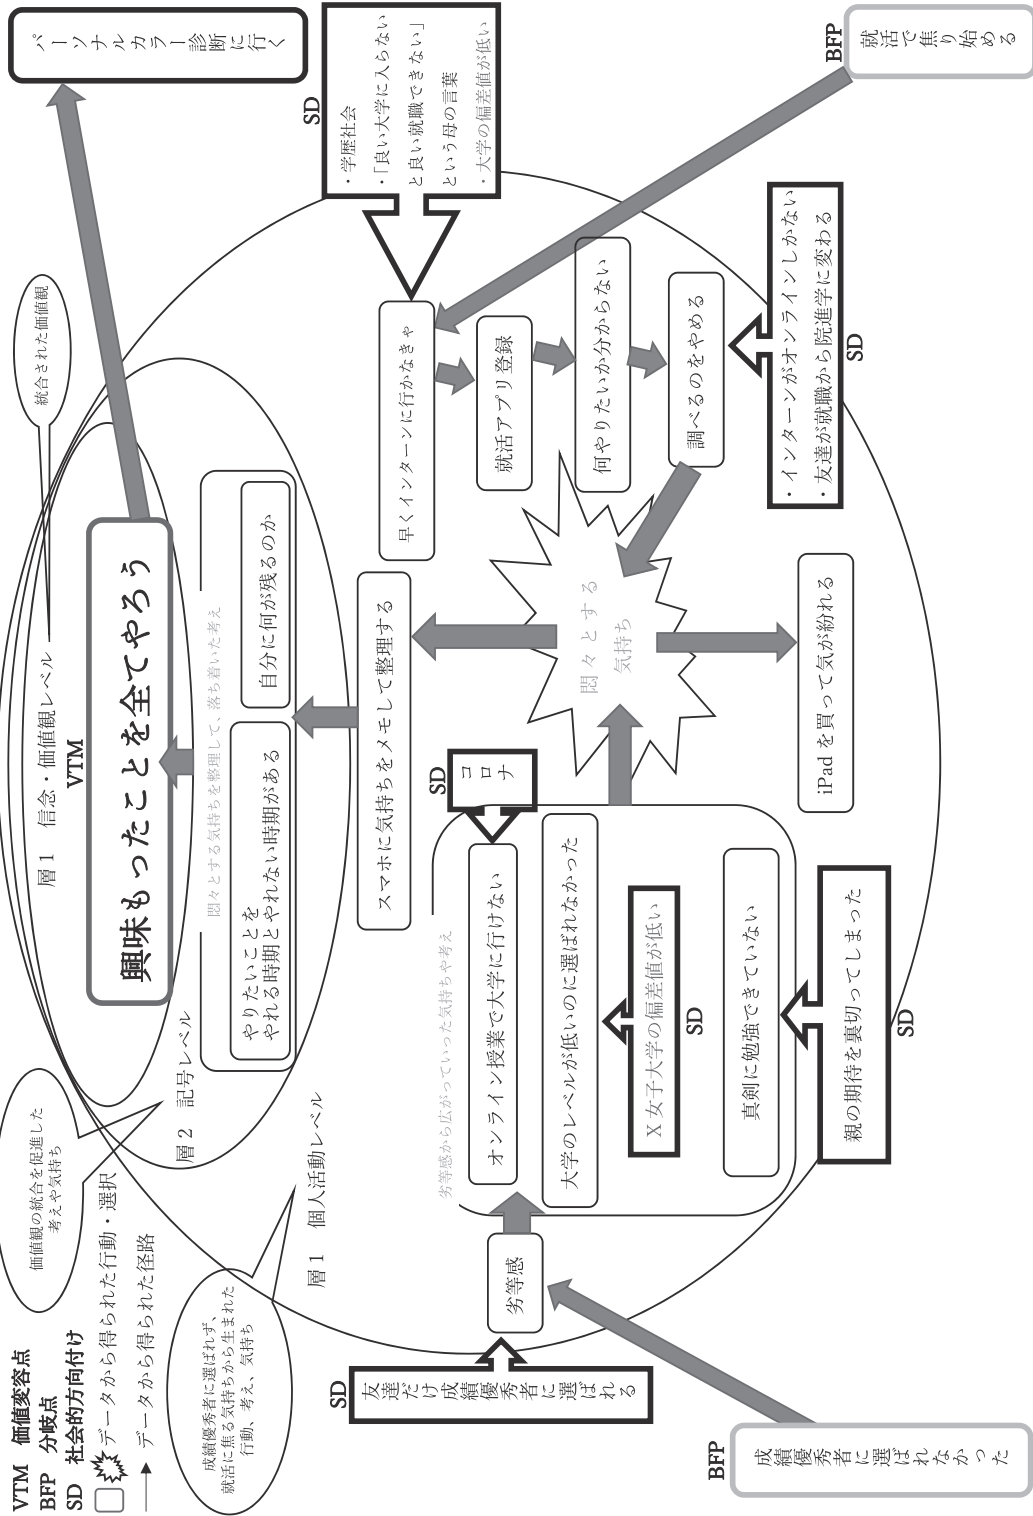 VTM　価値変容点
BFP　分岐点
SD　社会的方向付け
データから得られた行動・選択
データから得られた径路
価値観の統合を促進した
考えや気持ち
統合された価値観
成績優秀者に選ばれず、
就活に焦る気持ちから生まれた
行動、考え、気持ち
層1　信念・価値観レベル
VTM
興味もったことを全てやろう
パーソナルカラー診断に行く
層2　記号レベル
悶々とする気持ちを整理して、落ち着いた考え
やりたいことを
やれる時期とやれない時期がある
自分に何が残るのか
層1　個人活動レベル
スマホに気持ちをメモして整理する
早くインターンに行かなきゃ
SD
・学歴社会
・「良い大学に入らない
と良い就職できない」
という母の言葉
・大学の偏差値が低い
就活アプリ登録
何やりたいか分からない
調べるのをやめる
・インターンがオンラインしかない
・友達が就職から院進学に変わる
SD
BFP
就活で焦り始める
悶々とする
気持ち
iPadを買って気が紛れる
SD
友達だけ成績優秀者に選ばれる
劣等感
劣等感から広がっていった気持ちや考え
オンライン授業で大学に行けない
SD
コロナ
大学のレベルが低いのに選ばれなかった
X女子大学の偏差値が低い
SD
真剣に勉強できていない
親の期待を裏切ってしまった
SD
BFP
成績優秀者に選ばれなかった